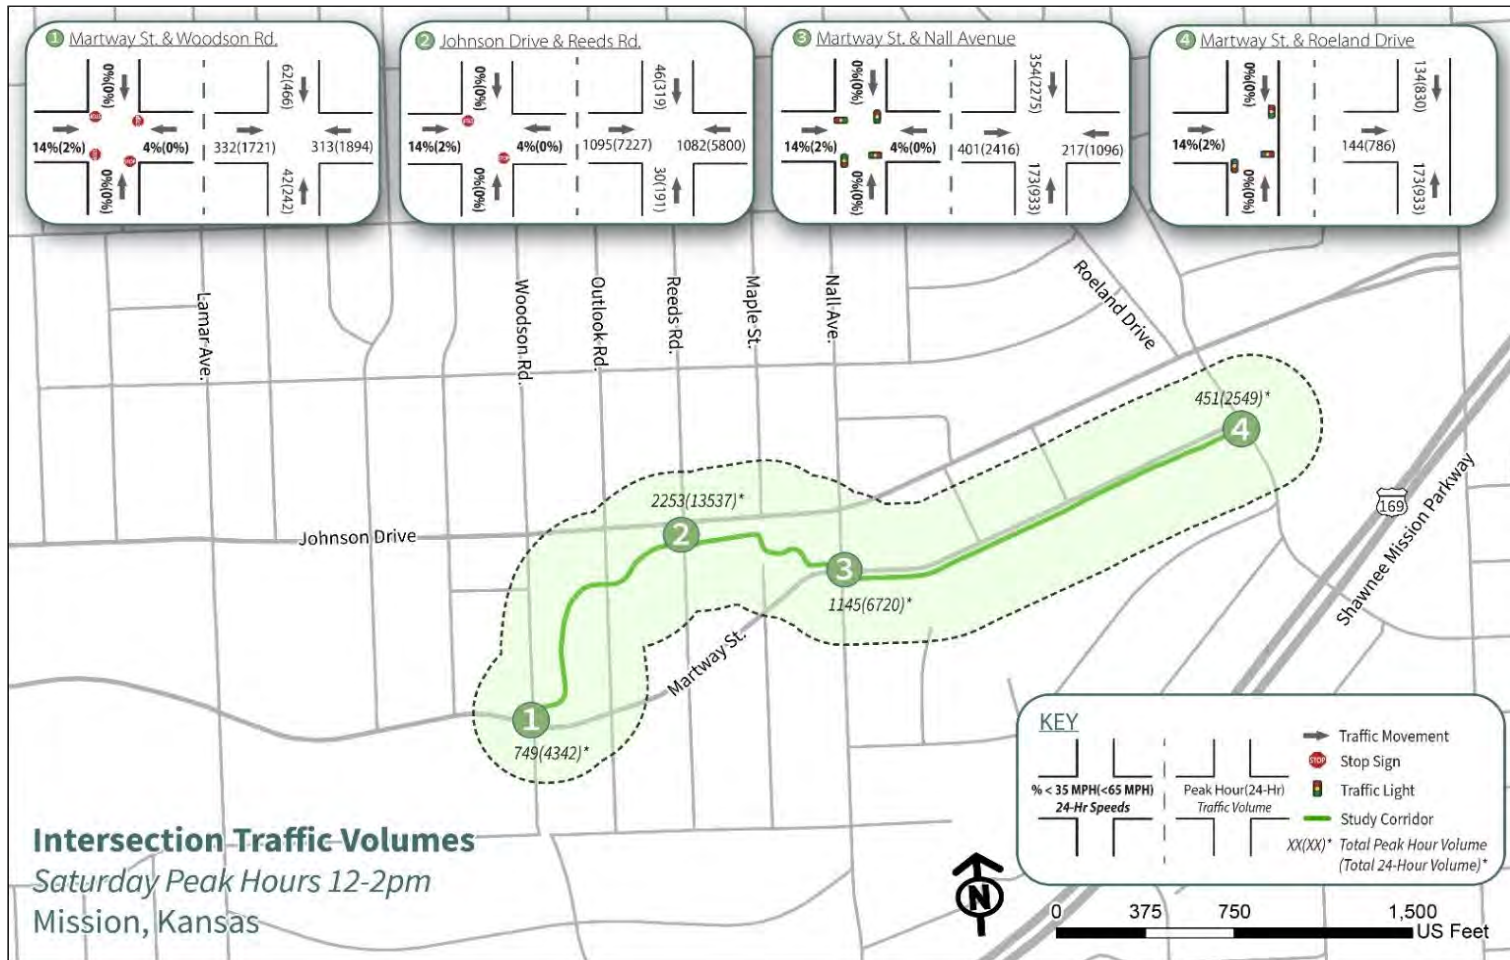 1 Martway St. & Woodson Rd.
0%(0%)
14%(2%)
4%(0%)
0%(0%)
STOP
62(466)
332(1721)
313(1894)
42(242)
2 Johnson Drive & Reeds Rd.
0%(0%)
STOP
14%(2%)
4%(0%)
STOP
0%(0%)
46(319)
1095(7227)
1082(5800)
30(191)
3 Martway St. & Nall Avenue
0%(0%)
14%(2%)
4%(0%)
0%(0%)
354(2275)
401(2416)
217(1096)
173(933)
4 Martway St. & Roeland Drive
0%(0%)
14%(2%)
0%(0%)
134(830)
144(786)
173(933)
Lamar Ave.
Woodson Rd.
Outlook Rd.
Reeds Rd.
Maple St.
Nall Ave.
Roeland Drive
451(2549)*
4
2253(13537)*
2
Johnson Drive
3
1145(6720)*
169
Shawnee Mission Parkway
Martway St.
1
749(4342)*
KEY
% < 35 MPH(<65 MPH)
24-Hr Speeds
Peak Hour(24-Hr)
Traffic Volume
Traffic Movement
STOP Stop Sign
Traffic Light
Study Corridor
XX(XX)* Total Peak Hour Volume
(Total 24-Hour Volume)*
Intersection Traffic Volumes
Saturday Peak Hours 12-2pm
Mission, Kansas
N
0 375 750 1,500
US Feet